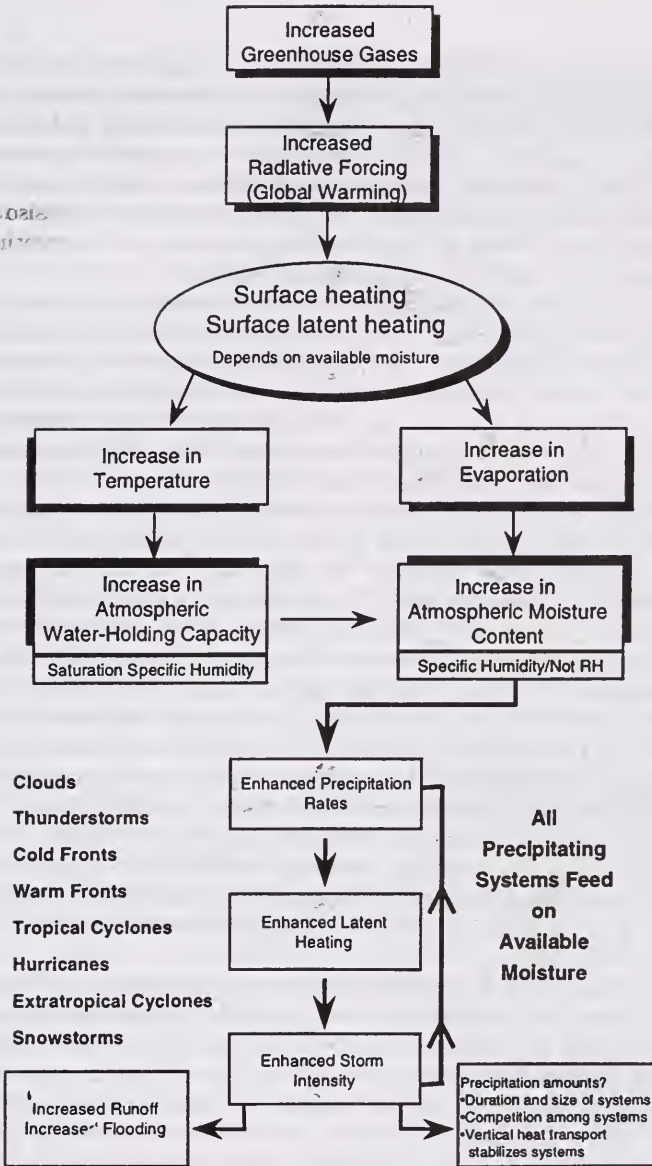 Increased
Greenhouse Gases
Increased
Radiative Forcing
(Global Warming)
Surface heating
Surface latent heating
Depends on available moisture
Increase in
Temperature
Increase in
Evaporation
Increase in
Atmospheric
Water-Holding Capacity
Saturation Specific Humidity
Increase in
Atmospheric Moisture
Content
Specific Humidity/Not RH
Clouds
Thunderstorms
Cold Fronts
Warm Fronts
Tropical Cyclones
Hurricanes
Extratropical Cyclones
Snowstorms
Enhanced Precipitation
Rates
Enhanced Latent
Heating
Enhanced Storm
Intensity
All
Precipitating
Systems Feed
on
Available
Moisture
Increased Runoff
Flooding
Precipitation amounts?
•Duration and size of systems
•Competition among systems
•Vertical heat transport
stabilizes systems